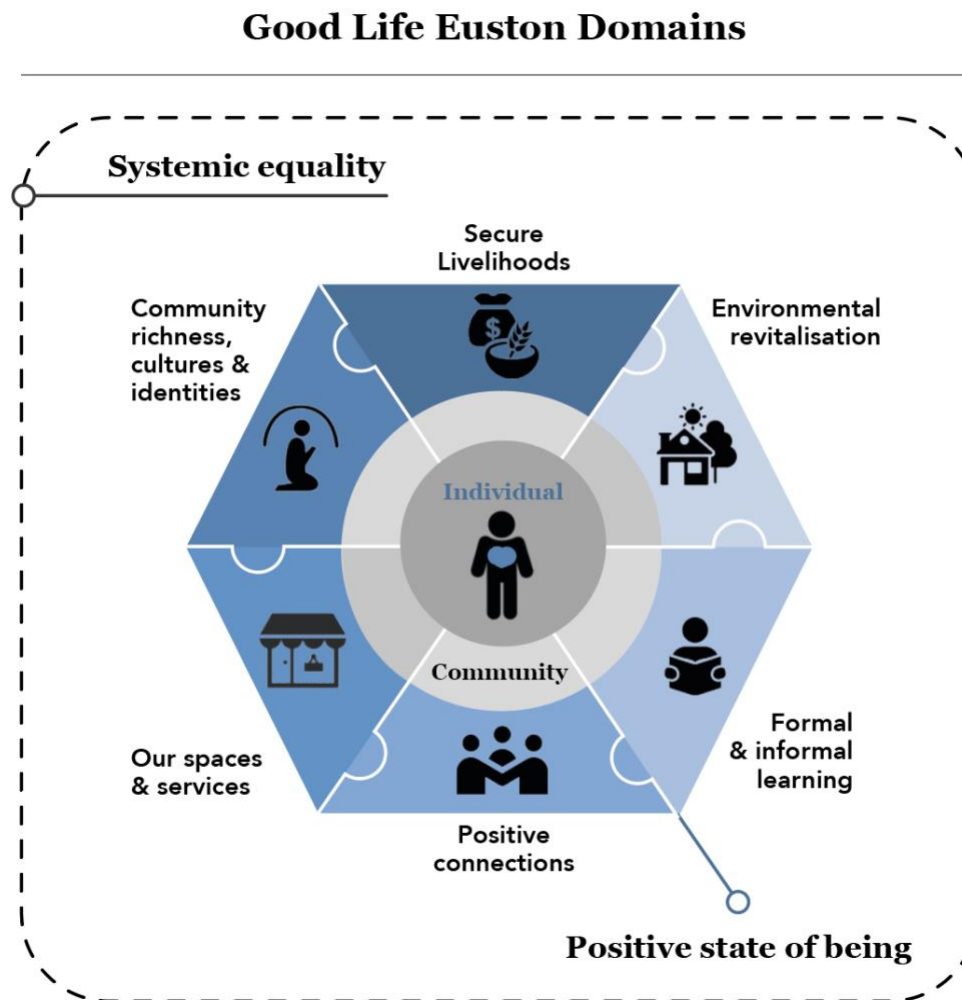 Good Life Euston Domains
Systemic equality
Secure
Livelihoods
Community
richness,
cultures &
identities
Environmental
revitalisation
$
Individual
Community
Our spaces
& services
Formal
& informal
learning
Positive
connections
Positive state of being